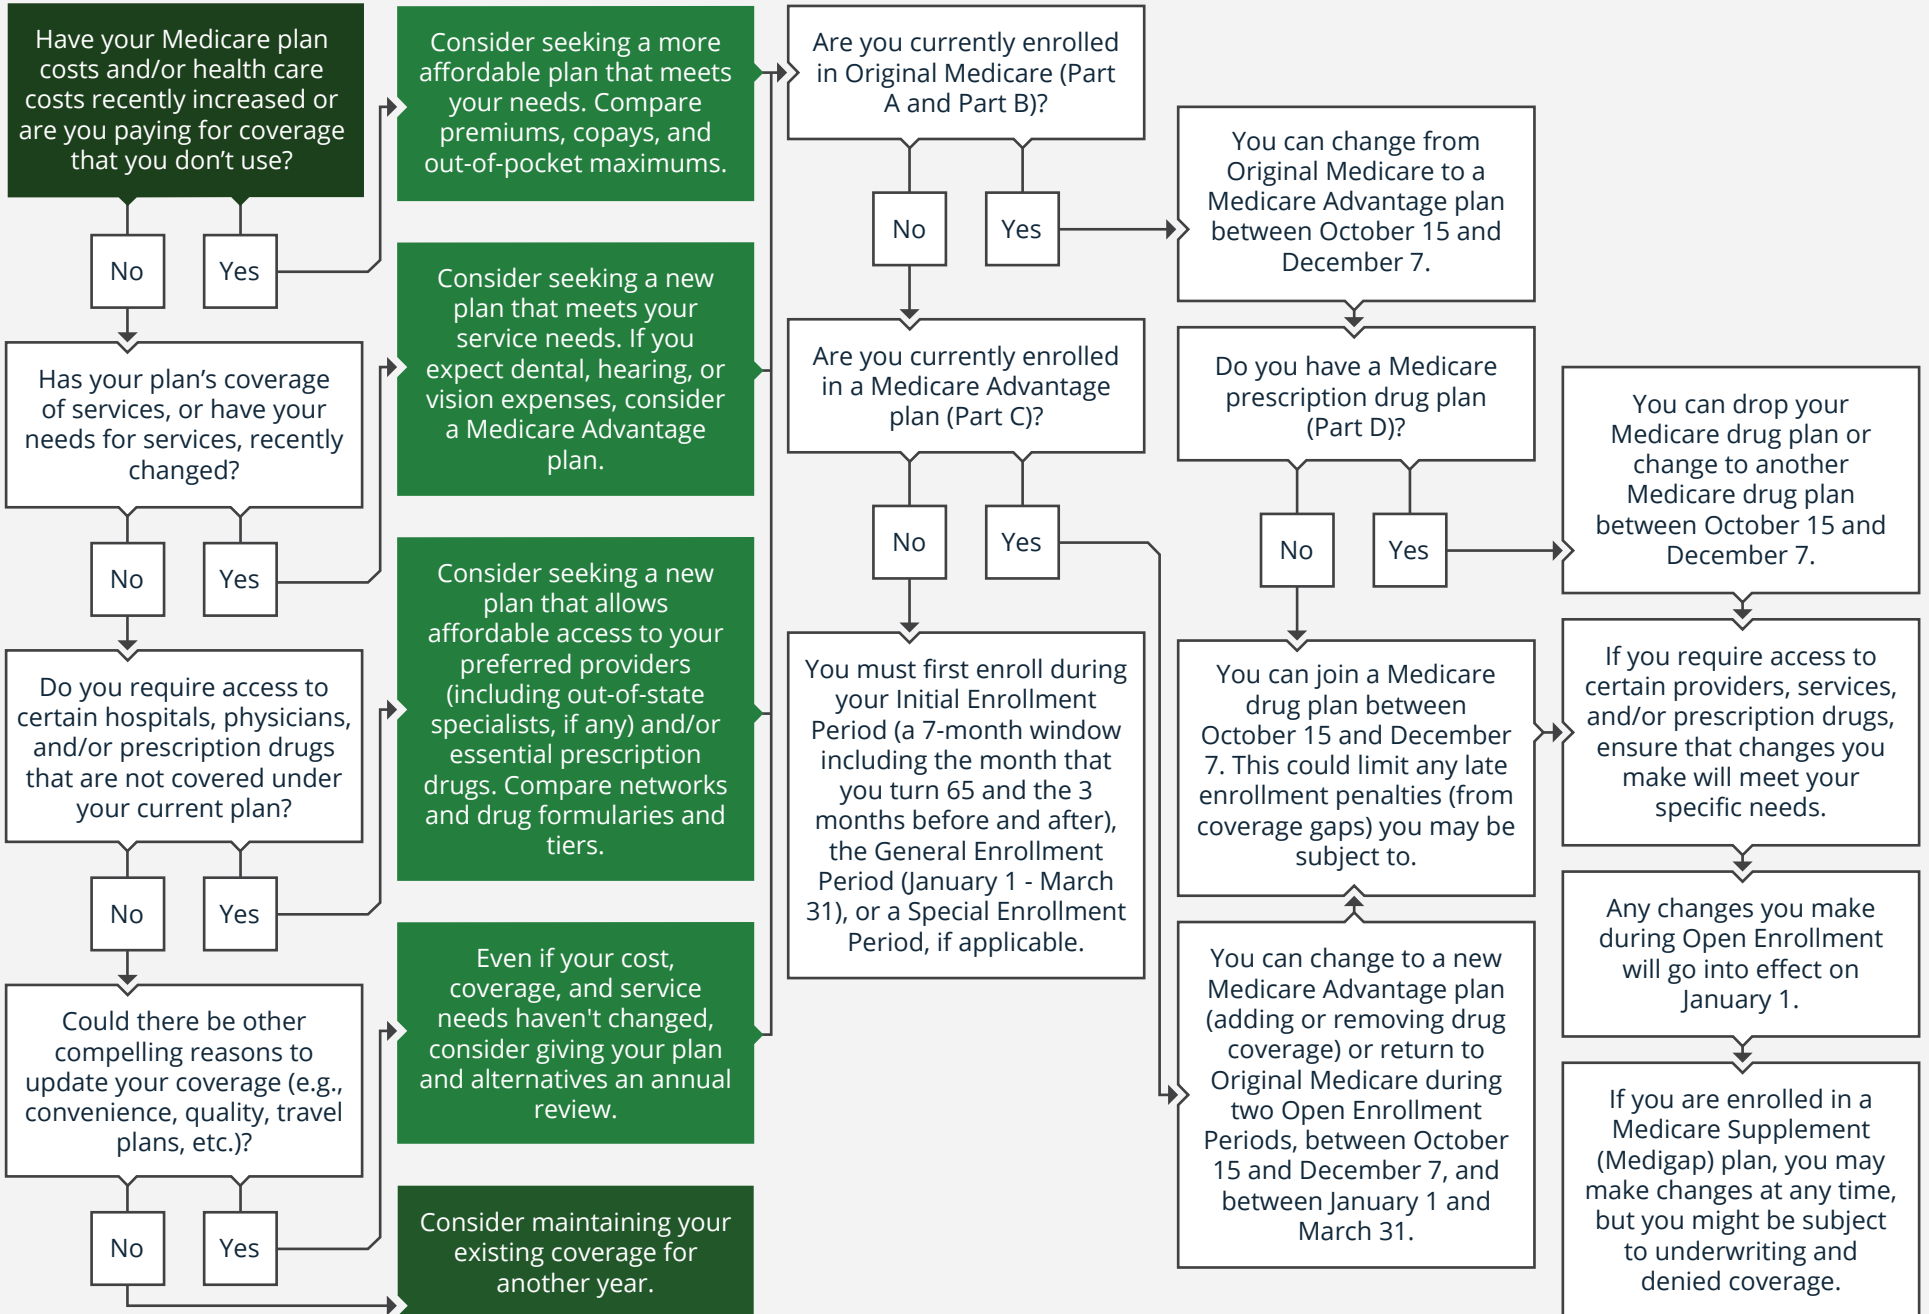 Have your Medicare plan
costs and/or health care
costs recently increased or
are you paying for coverage
that you don’t use?
No
Yes
Has your plan’s coverage
of services, or have your
needs for services, recently
changed?
No
Yes
Do you require access to
certain hospitals, physicians,
and/or prescription drugs
that are not covered under
your current plan?
No
Yes
Could there be other
compelling reasons to
update your coverage (e.g.,
convenience, quality, travel
plans, etc.)?
No
Yes
Consider seeking a more
affordable plan that meets
your needs. Compare
premiums, copays, and
out-of-pocket maximums.
Consider seeking a new
plan that meets your
service needs. If you
expect dental, hearing, or
vision expenses, consider
a Medicare Advantage
plan.
Consider seeking a new
plan that allows
affordable access to your
preferred providers
(including out-of-state
specialists, if any) and/or
essential prescription
drugs. Compare networks
and drug formularies and
tiers.
Even if your cost,
coverage, and service
needs haven't changed,
consider giving your plan
and alternatives an annual
review.
Consider maintaining your
existing coverage for
another year.
Are you currently enrolled
in Original Medicare (Part
A and Part B)?
No
Yes
Are you currently enrolled
in a Medicare Advantage
plan (Part C)?
No
Yes
You must first enroll during
your Initial Enrollment
Period (a 7-month window
including the month that
you turn 65 and the 3
months before and after),
the General Enrollment
Period (January 1 - March
31), or a Special Enrollment
Period, if applicable.
You can change from
Original Medicare to a
Medicare Advantage plan
between October 15 and
December 7.
Do you have a Medicare
prescription drug plan
(Part D)?
No
Yes
You can join a Medicare
drug plan between
October 15 and December
7. This could limit any late
enrollment penalties (from
coverage gaps) you may be
subject to.
You can change to a new
Medicare Advantage plan
(adding or removing drug
coverage) or return to
Original Medicare during
two Open Enrollment
Periods, between October
15 and December 7, and
between January 1 and
March 31.
You can drop your
Medicare drug plan or
change to another
Medicare drug plan
between October 15 and
December 7.
If you require access to
certain providers, services,
and/or prescription drugs,
ensure that changes you
make will meet your
specific needs.
Any changes you make
during Open Enrollment
will go into effect on
January 1.
If you are enrolled in a
Medicare Supplement
(Medigap) plan, you may
make changes at any time,
but you might be subject
to underwriting and
denied coverage.